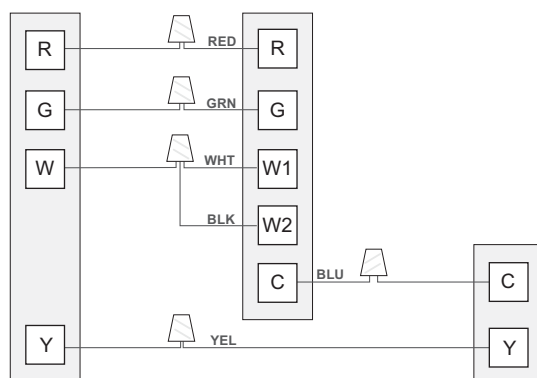 R RED R
G GRN G
W WHT W1
BLK W2
C BLU C
Y YEL Y